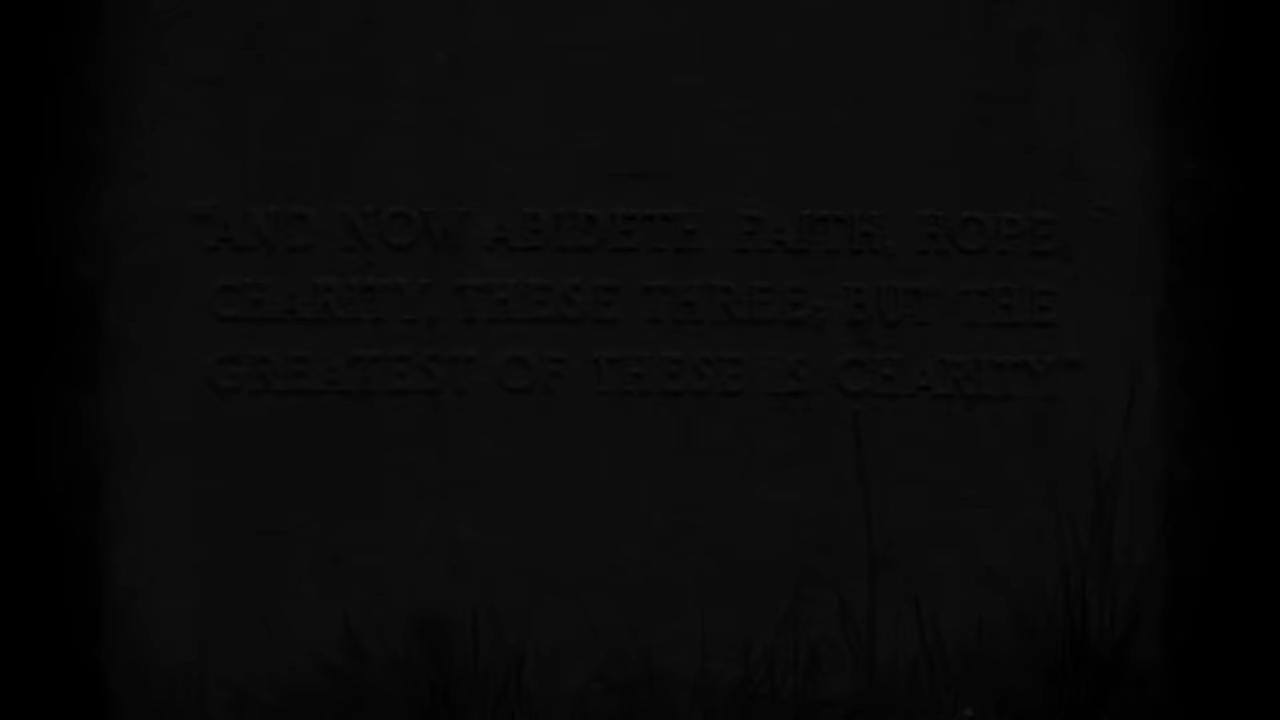 "AND NOW ABIDETH FAITH, HOPE,
CHARITY, THESE THREE; BUT THE
GREATEST OF THESE IS CHARITY"